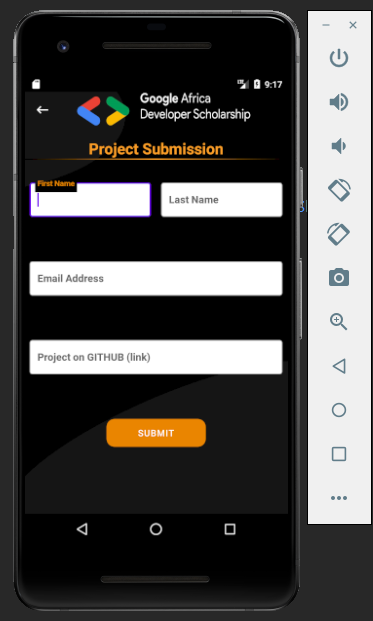 9:17
Google Africa
Developer Scholarship
Project Submission
First Name
Last Name
Email Address
Project on GITHUB (link)
SUBMIT